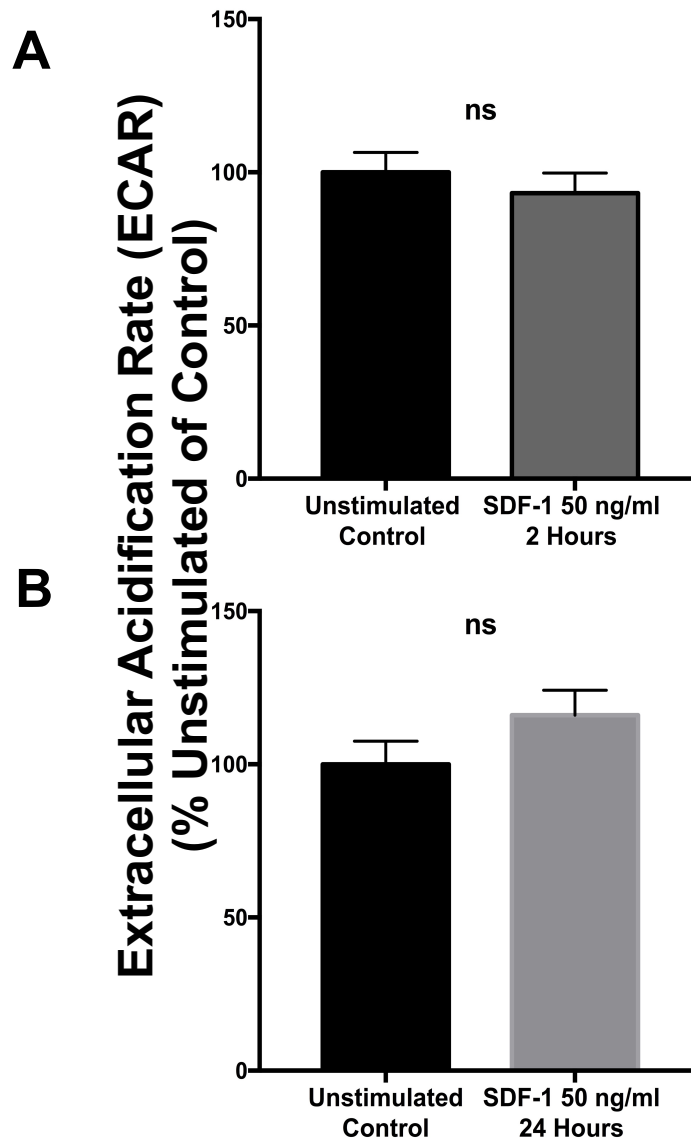 A
Extracellular Acidification Rate (ECAR)
(% Unstimulated of Control)
150
100
50
0
ns
Unstimulated
Control
SDF-1 50 ng/ml
2 Hours
B
150
100
50
0
ns
Unstimulated
Control
SDF-1 50 ng/ml
24 Hours